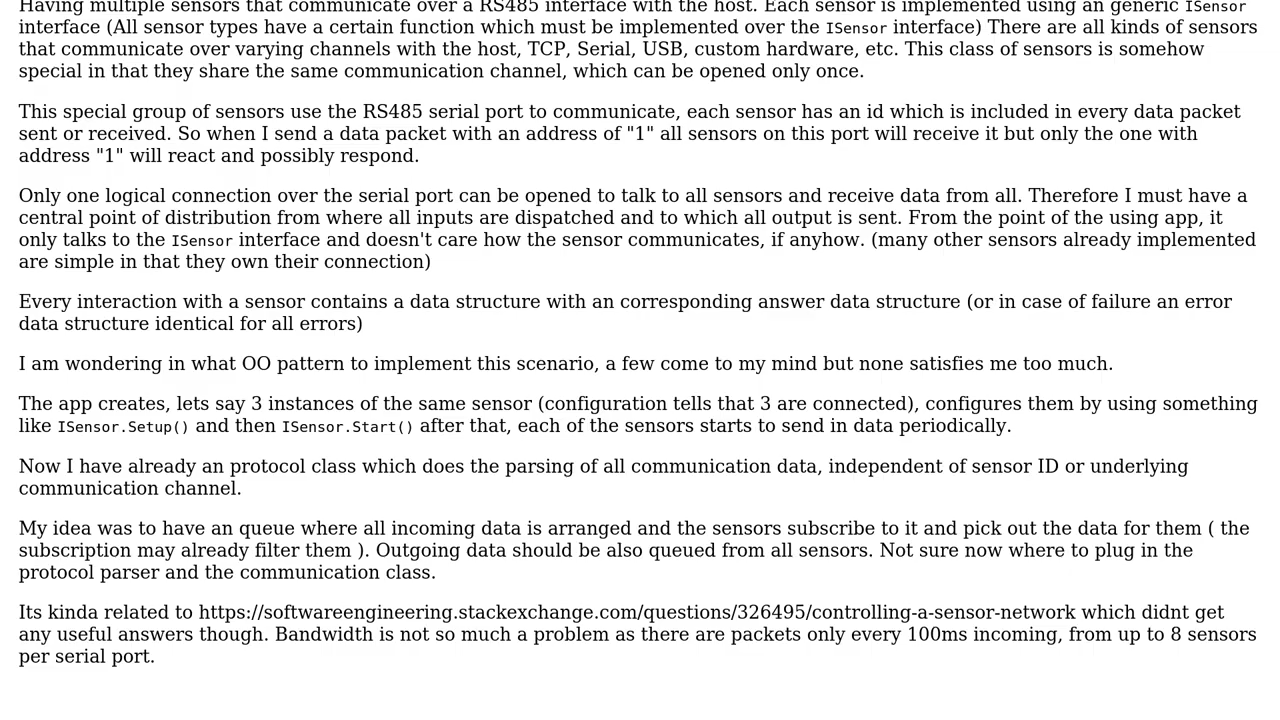 Having multiple sensors that communicate over a RS485 interface with the host. Each sensor is implemented using an generic ISensor
interface (All sensor types have a certain function which must be implemented over the ISensor interface) There are all kinds of sensors
that communicate over varying channels with the host, TCP, Serial, USB, custom hardware, etc. This class of sensors is somehow
special in that they share the same communication channel, which can be opened only once.
This special group of sensors use the RS485 serial port to communicate, each sensor has an id which is included in every data packet
sent or received. So when I send a data packet with an address of "1" all sensors on this port will receive it but only the one with
address "1" will react and possibly respond.
Only one logical connection over the serial port can be opened to talk to all sensors and receive data from all. Therefore I must have a
central point of distribution from where all inputs are dispatched and to which all output is sent. From the point of the using app, it
only talks to the ISensor interface and doesn't care how the sensor communicates, if anyhow. (many other sensors already implemented
are simple in that they own their connection)
Every interaction with a sensor contains a data structure with an corresponding answer data structure (or in case of failure an error
data structure identical for all errors)
I am wondering in what OO pattern to implement this scenario, a few come to my mind but none satisfies me too much.
The app creates, lets say 3 instances of the same sensor (configuration tells that 3 are connected), configures them by using something
like ISensor.Setup() and then ISensor.Start() after that, each of the sensors starts to send in data periodically.
Now I have already an protocol class which does the parsing of all communication data, independent of sensor ID or underlying
communication channel.
My idea was to have an queue where all incoming data is arranged and the sensors subscribe to it and pick out the data for them ( the
subscription may already filter them ). Outgoing data should be also queued from all sensors. Not sure now where to plug in the
protocol parser and the communication class.
Its kinda related to https://softwareengineering.stackexchange.com/questions/326495/controlling-a-sensor-network which didnt get
any useful answers though. Bandwidth is not so much a problem as there are packets only every 100ms incoming, from up to 8 sensors
per serial port.